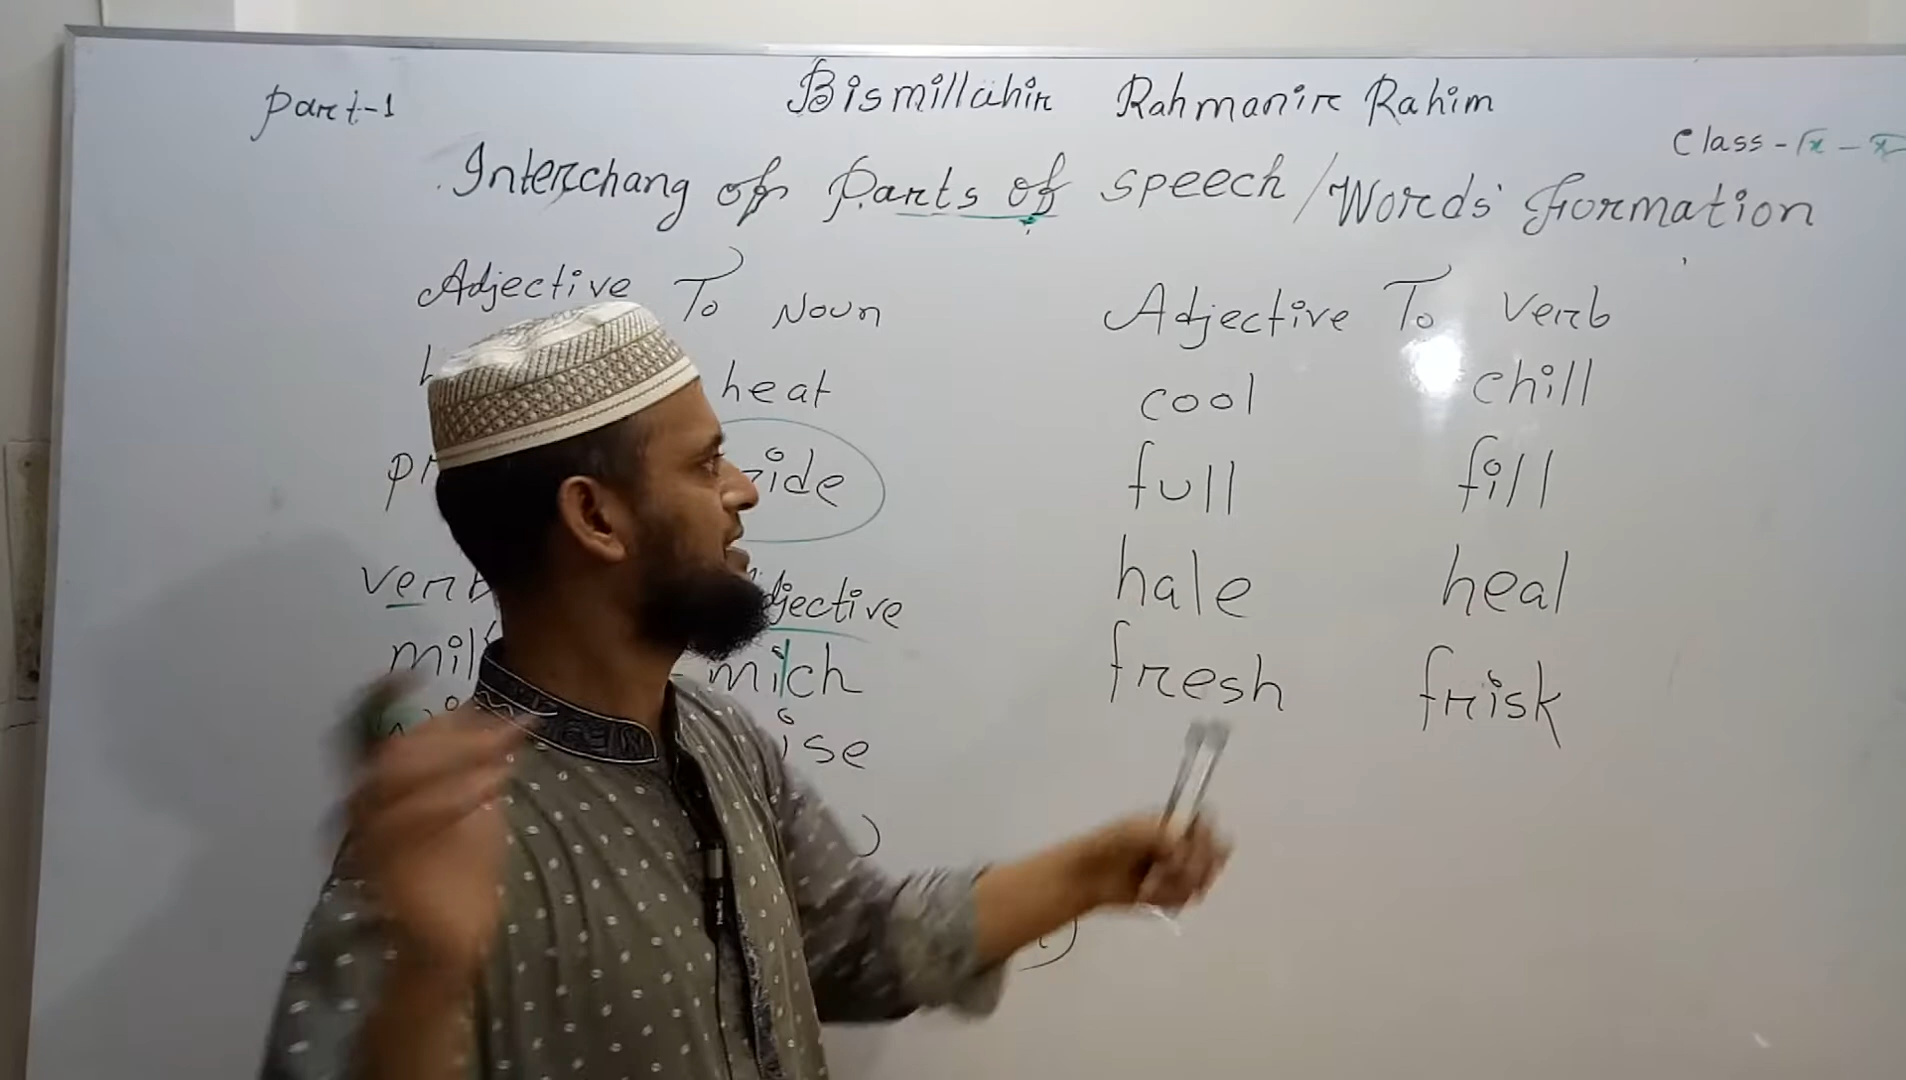 Part-1
Bismillahir Rahmanir Rahim
Class - IX - X
Interchang of Parts of speech / Words Formation
Adjective To Noun
heat
verb
mich
ise
Adjective To Verb
cool chill
full fill
hale heal
fresh frisk